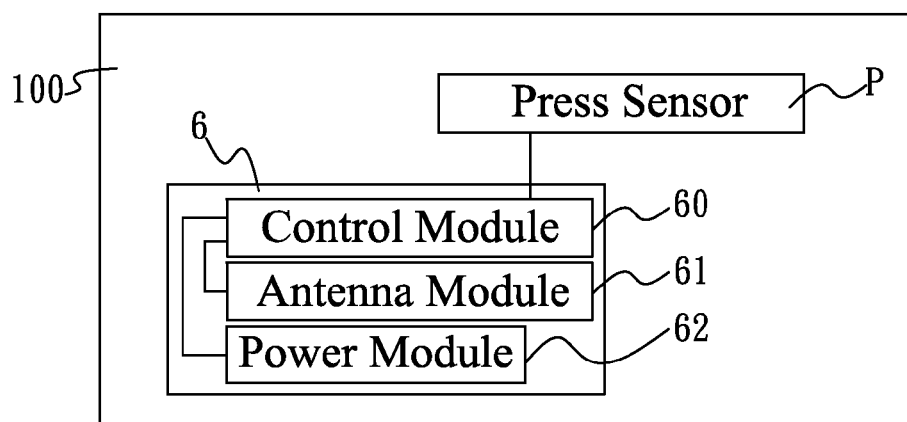 100
Press Sensor
P
6
Control Module
60
Antenna Module
61
Power Module
62